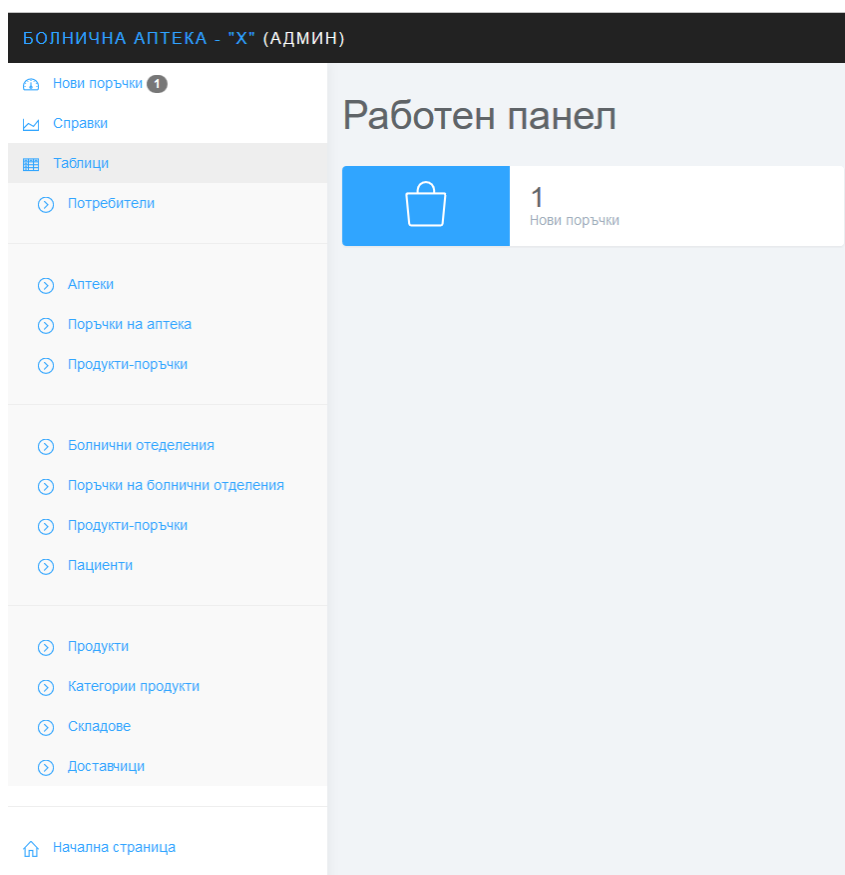 БОЛНИЧНА АПТЕКА - "X" (АДМИН)
Нови поръчки 1
Справки
Таблици
Потребители
Аптеки
Поръчки на аптека
Продукти-поръчки
Болнични отеделения
Поръчки на болнични отделения
Продукти-поръчки
Пациенти
Продукти
Категории продукти
Складове
Доставчици
Начална страница
Работен панел
1
Нови поръчки